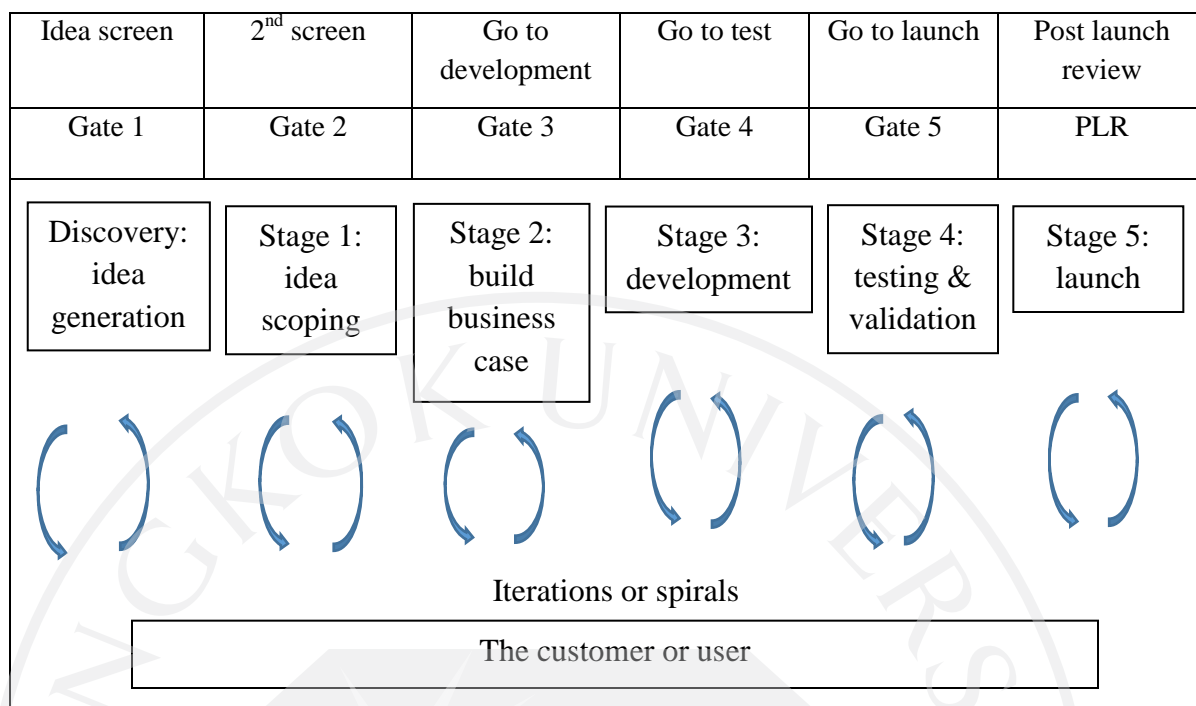 Idea screen
2nd screen
Go to
development
Go to test
Go to launch
Post launch
review
Gate 1
Gate 2
Gate 3
Gate 4
Gate 5
PLR
Discovery:
idea
generation
Stage 1:
idea
scoping
Stage 2:
build
business
case
Stage 3:
development
Stage 4:
testing &
validation
Stage 5:
launch
Iterations or spirals
The customer or user
NGKOK UNIVERS